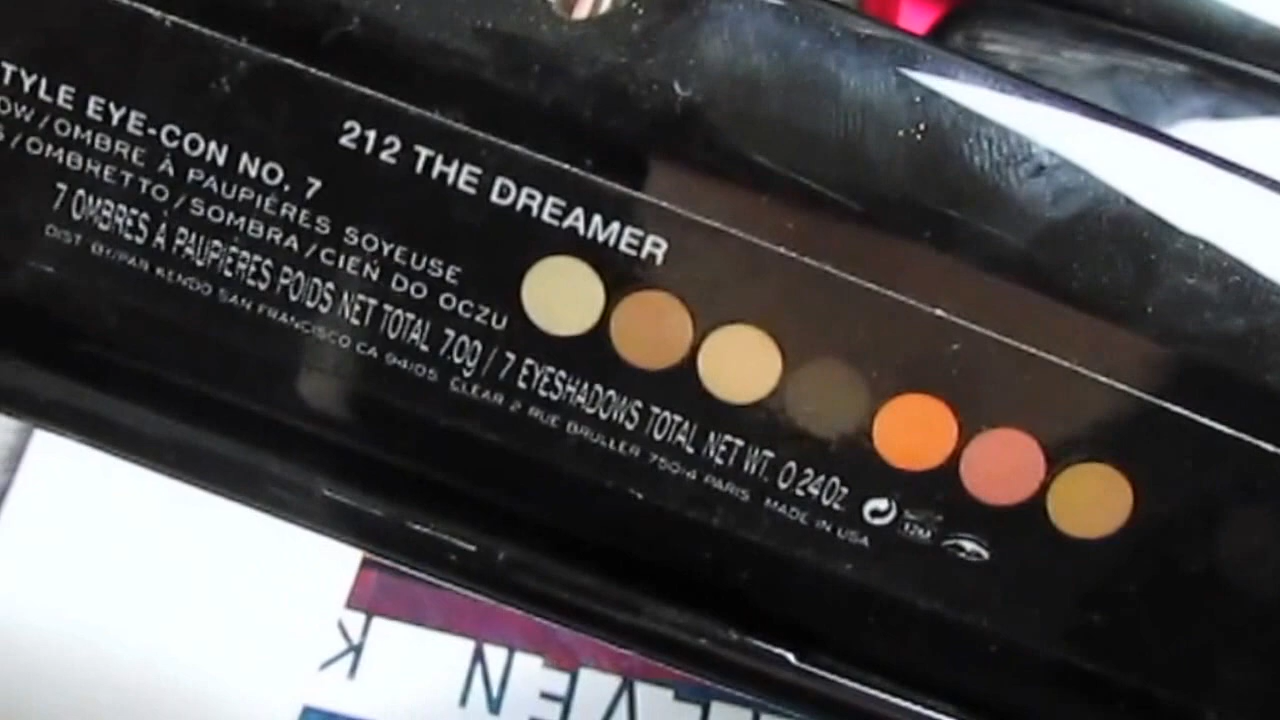 TYLE EYE-CON NO. 7
OW/OMBRE À PAUPIÈRES SOYEUSE
/OMBRETTO/SOMBRA/CIEŃ DO OCZU
7 OMBRES À PAUPIÈRES POIDS NET TOTAL 7.0g / 7 EYESHADOWS TOTAL NET WT. 0.24Oz
DIST. BY/PAR KENDO SAN FRANCISCO CA 94105. CLEAR 2 RUE BRULLER 75014 PARIS MADE IN USA
212 THE DREAMER
12M